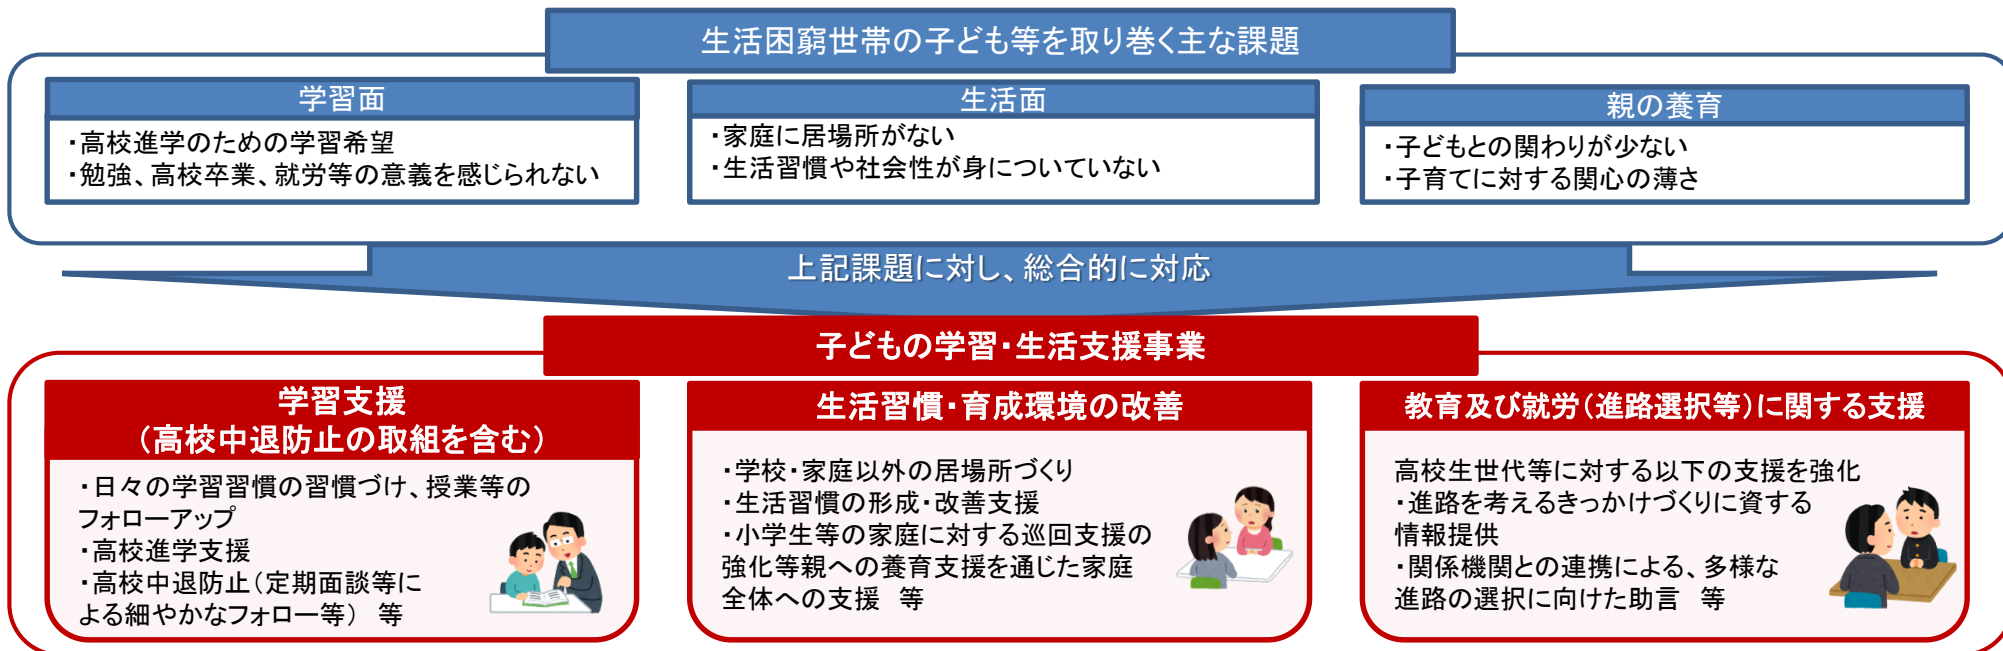 生活困窮世帯の子ども等を取り巻く主な課題
学習面
・高校進学のための学習希望
・勉強、高校卒業、就労等の意義を感じられない
生活面
・家庭に居場所がない
・生活習慣や社会性が身についていない
親の養育
・子どもとの関わりが少ない
・子育てに対する関心の薄さ
上記課題に対し、総合的に対応
子どもの学習・生活支援事業
学習支援
（高校中退防止の取組を含む）
・日々の学習習慣の習慣づけ、授業等の
フォローアップ
・高校進学支援
・高校中退防止（定期面談等に
よる細やかなフォロー等）　等
生活習慣・育成環境の改善
・学校・家庭以外の居場所づくり
・生活習慣の形成・改善支援
・小学生等の家庭に対する巡回支援の
強化等親への養育支援を通じた家庭
全体への支援　等
教育及び就労（進路選択等）に関する支援
高校生世代等に対する以下の支援を強化
・進路を考えるきっかけづくりに資する
情報提供
・関係機関との連携による、多様な
進路の選択に向けた助言　等